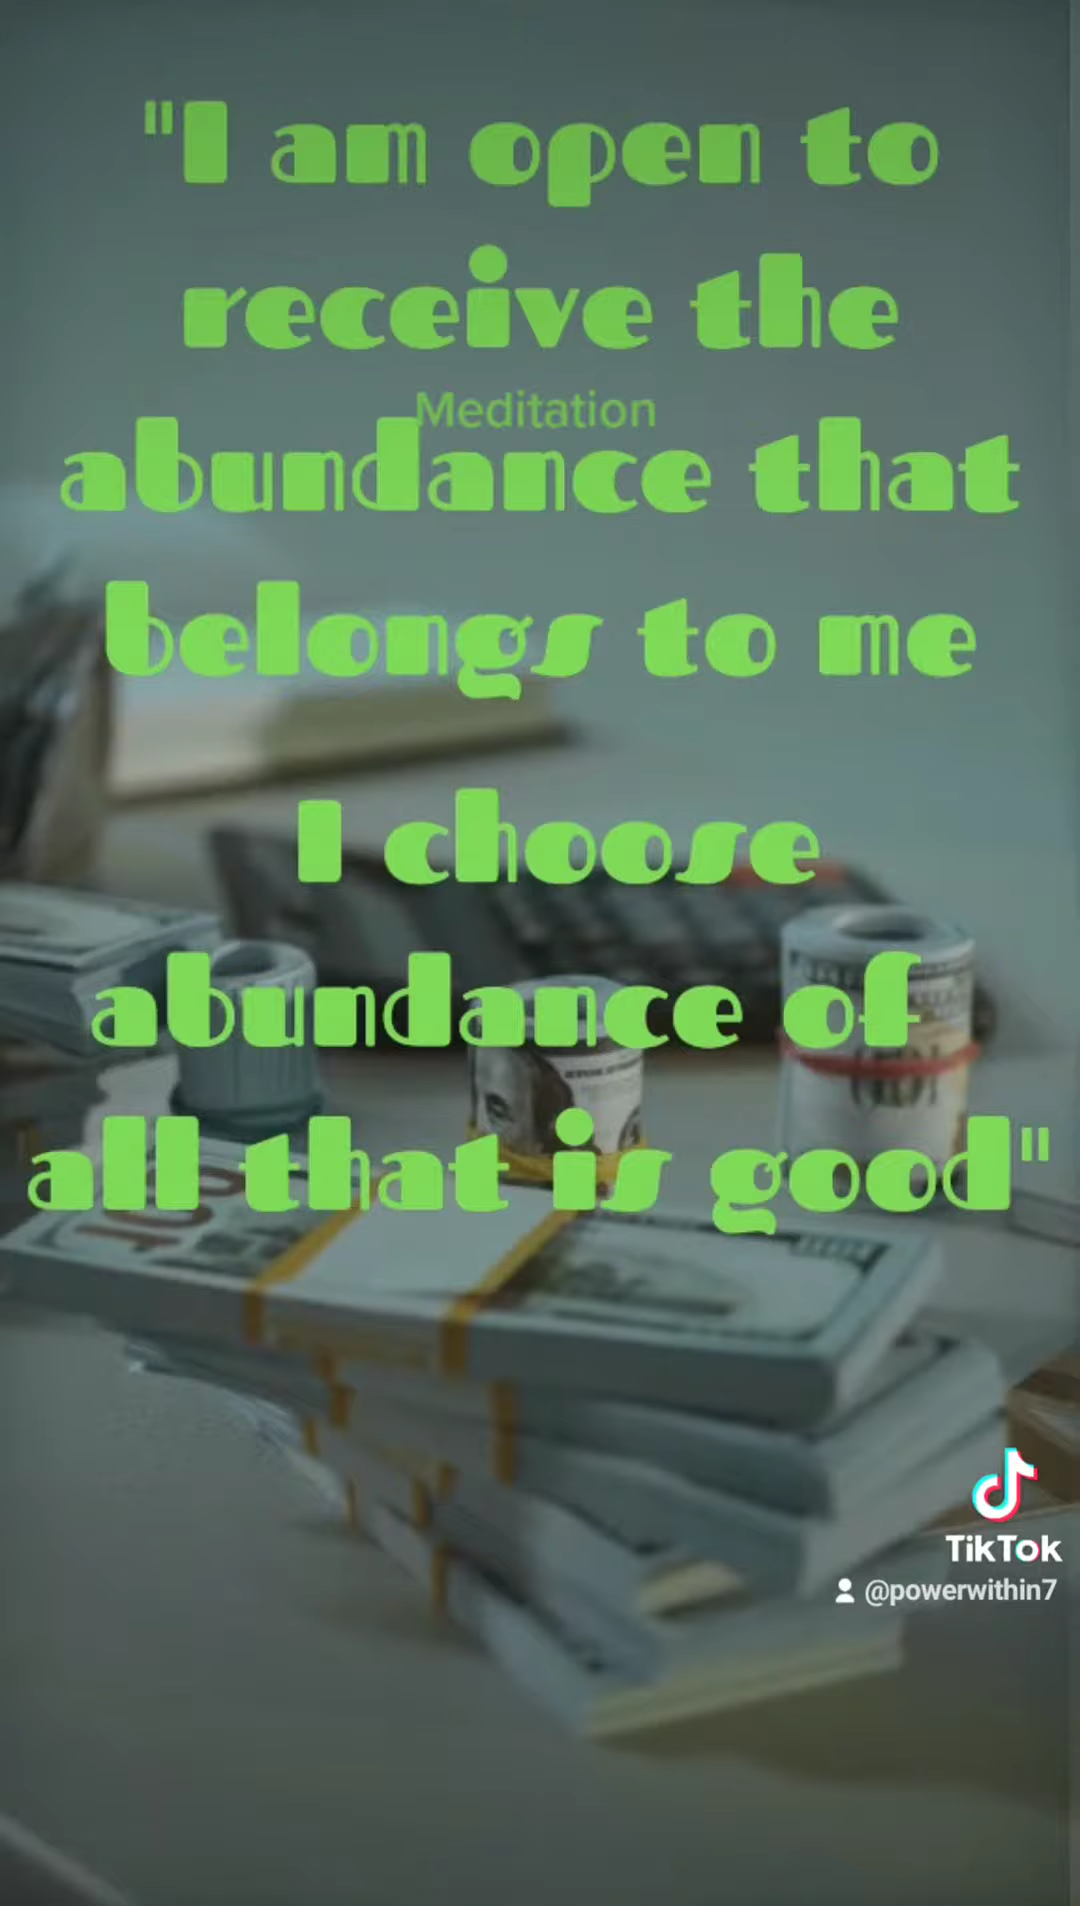 "I am open to
receive the
Meditation
abundance that
belongs to me
I choose
abundance of
all that is good"
TikTok
@powerwithin7